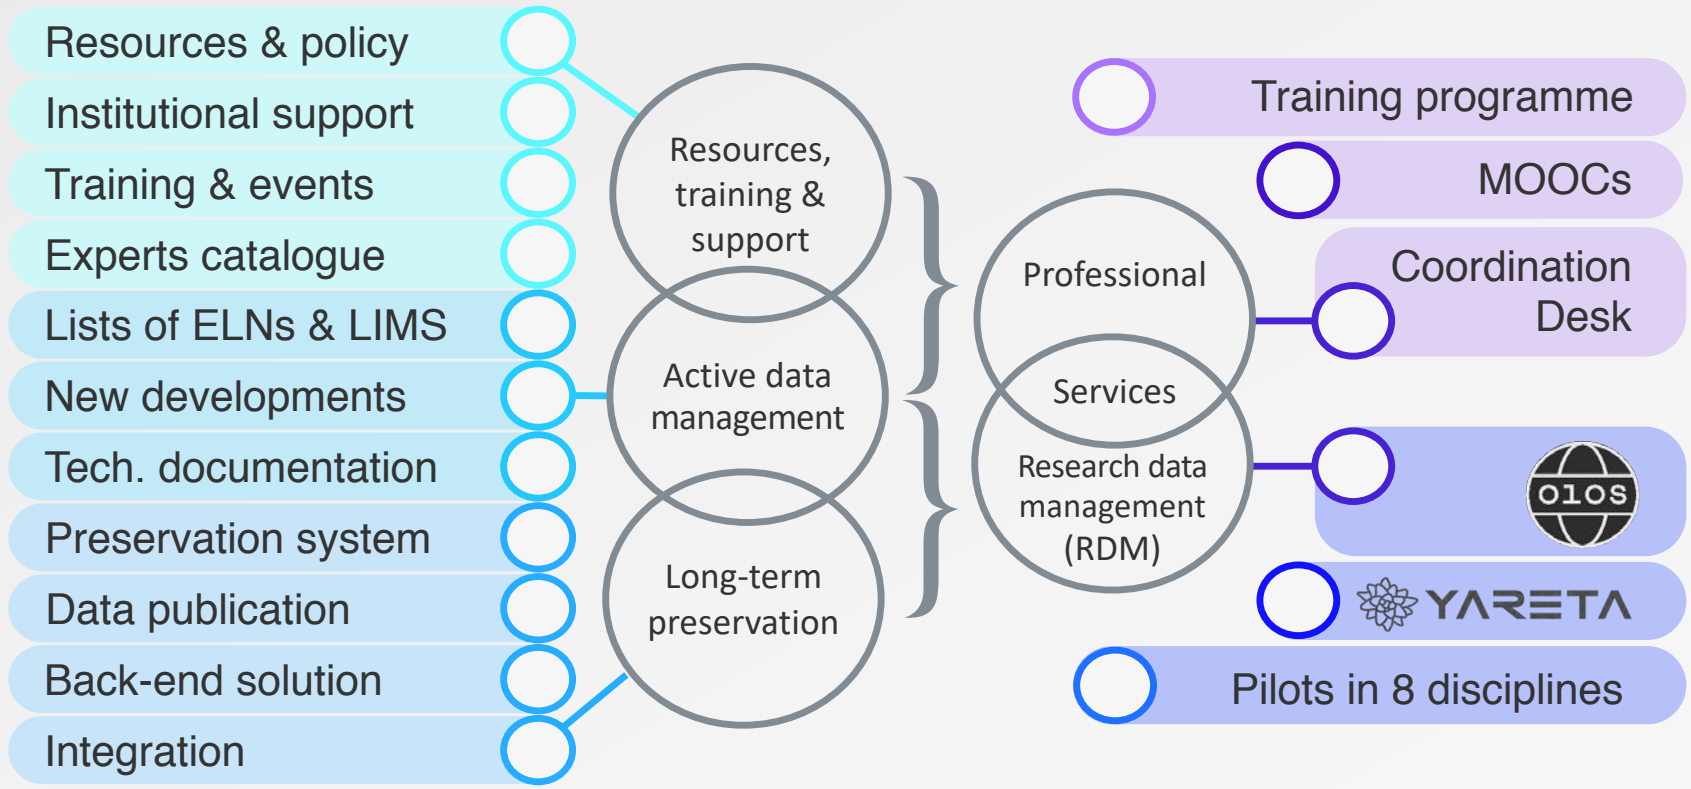 Resources & policy
Institutional support
Training & events
Experts catalogue
Lists of ELNs & LIMS
New developments
Tech. documentation
Preservation system
Data publication
Back-end solution
Integration
Resources,
training &
support
Active data
management
Long-term
preservation
Professional
Services
Research data
management
(RDM)
Training programme
MOOCs
Coordination
Desk
OLOS
YARETA
Pilots in 8 disciplines